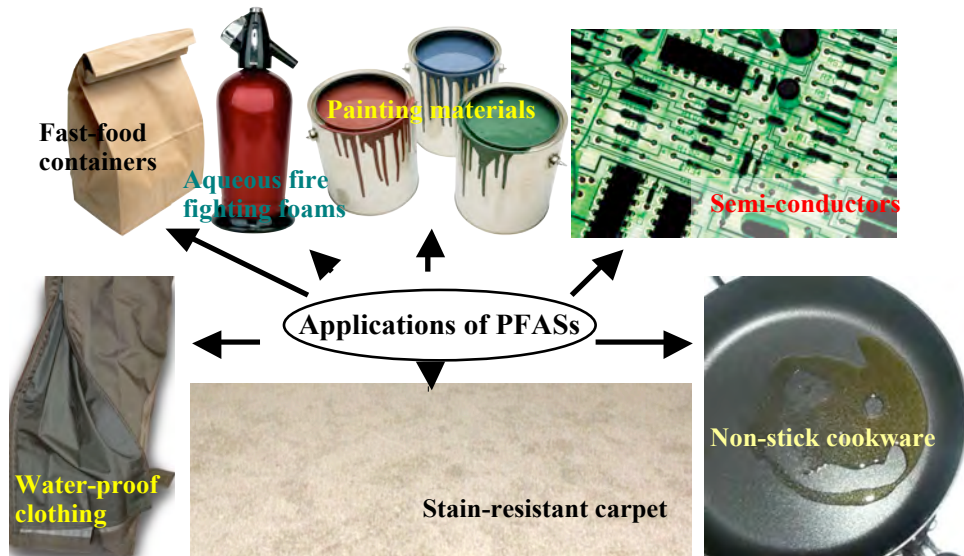 Fast-food
containers
Aqueous fire
fighting foams
Painting materials
Semi-conductors
Applications of PFASs
Water-proof
clothing
Stain-resistant carpet
Non-stick cookware